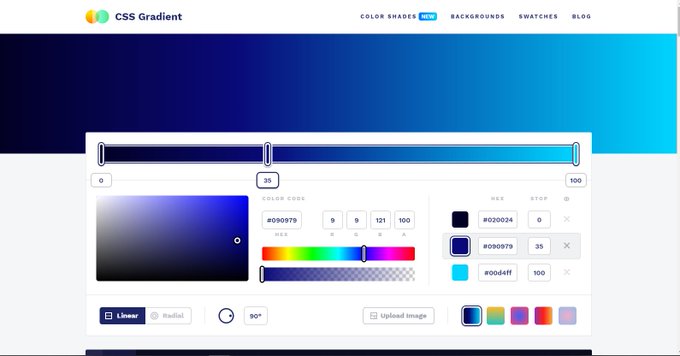 CSS Gradient
COLOR SHADES NEW BACKGROUNDS SWATCHES BLOG
0 35 100
COLOR CODE
HEX STOP
#090979 9 9 121 100
HEX R G B A
#020024 0
#090979 35
#00d4ff 100
Linear Radial 90° Upload Image